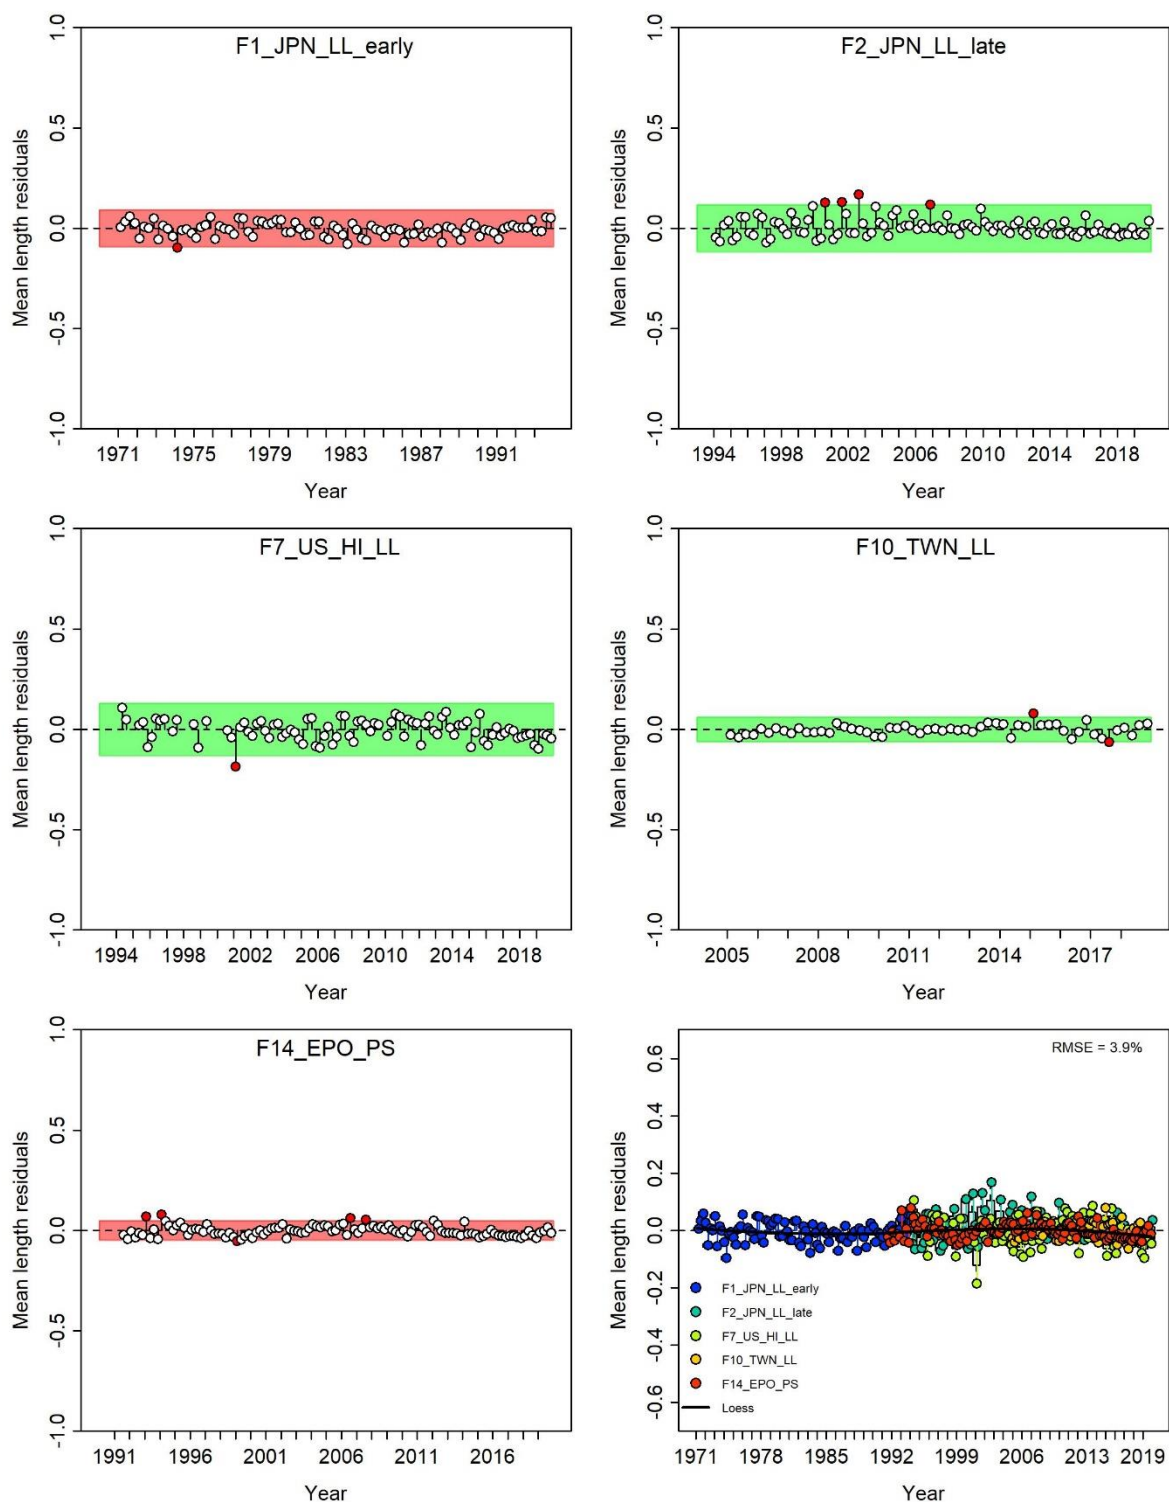 F1_JPN_LL_early
Mean length residuals
1.0
0.5
0.0
-0.5
-1.0
1971 1975 1979 1983 1987 1991
Year
F2_JPN_LL_late
Mean length residuals
1.0
0.5
0.0
-0.5
-1.0
1994 1998 2002 2006 2010 2014 2018
Year
F7_US_HI_LL
Mean length residuals
1.0
0.5
0.0
-0.5
-1.0
1994 1998 2002 2006 2010 2014 2018
Year
F10_TWN_LL
Mean length residuals
1.0
0.5
0.0
-0.5
-1.0
2005 2008 2011 2014 2017
Year
F14_EPO_PS
Mean length residuals
1.0
0.5
0.0
-0.5
-1.0
1991 1996 2001 2006 2011 2016
Year
RMSE = 3.9%
Mean length residuals
0.6
0.4
0.2
0.0
-0.2
-0.4
-0.6
F1_JPN_LL_early
F2_JPN_LL_late
F7_US_HI_LL
F10_TWN_LL
F14_EPO_PS
Loess
1971 1978 1985 1992 1999 2006 2013 2019
Year